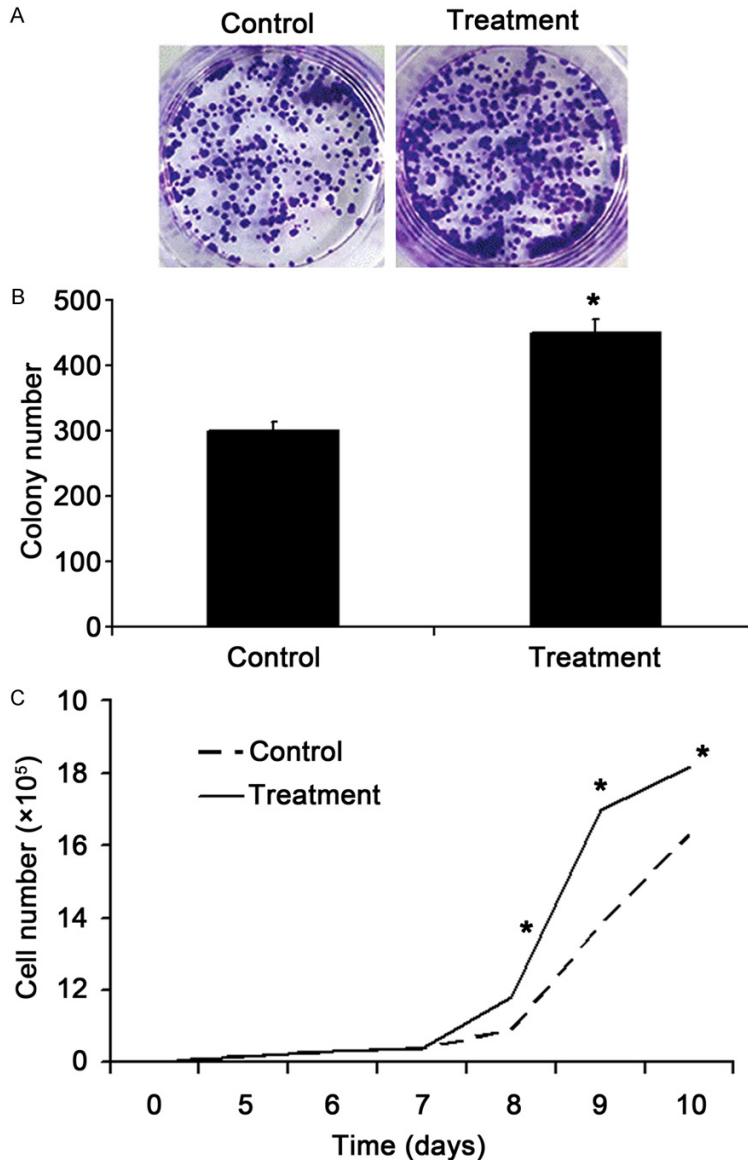 A
Control Treatment
B
500
*
400
Colony number
300
200
100
0
Control Treatment
C
10
Control
*
18
Treatment
*
16
Cell number (×10⁵)
14
*
12
0
0 5 6 7 8 9 10
Time (days)